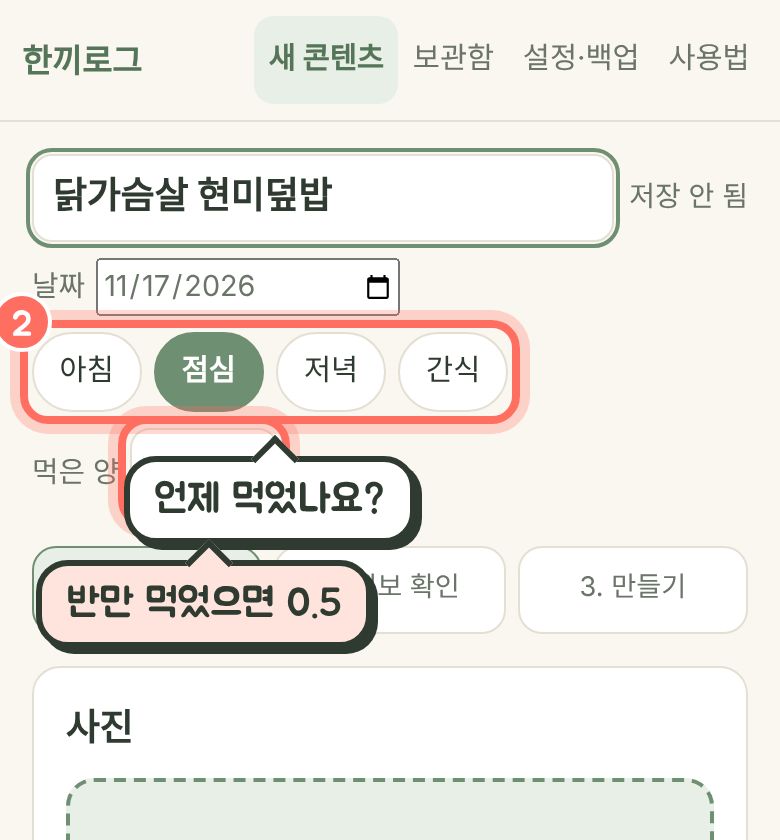 한끼로그 새 콘텐츠 보관함 설정·백업 사용법
닭가슴살 현미덮밥 저장 안 됨
날짜 11/17/2026
2
아침 점심 저녁 간식
먹은 양
언제 먹었나요?
보 확인 3. 만들기
반만 먹었으면 0.5
사진